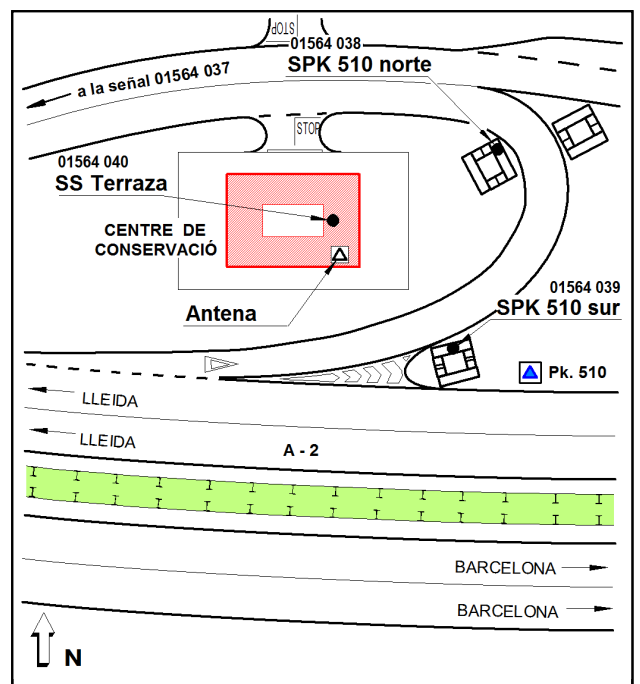 STOP
01564 038
SPK 510 norte
a la señal 01564 037
STOP
01564 040
SS Terraza
CENTRE DE
CONSERVACIÓ
Antena
01564 039
SPK 510 sur
Pk. 510
LLEIDA
LLEIDA
A - 2
BARCELONA
BARCELONA
N